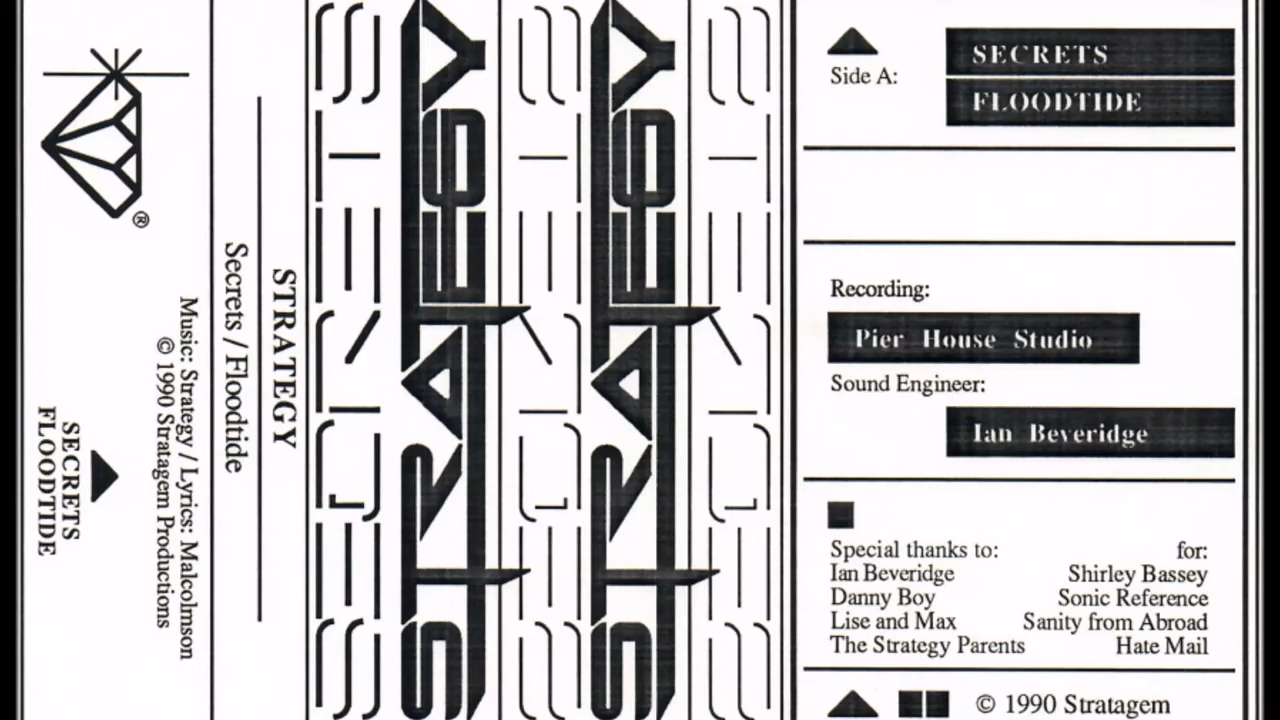 ®
Music: Strategy / Lyrics: Malcolmson
© 1990 Stratagem Productions
SECRETS
FLOODTIDE
STRATEGY
Secrets / Floodtide
STRATEGY
STRATEGY
Side A:
SECRETS
FLOODTIDE
Recording:
Pier House Studio
Sound Engineer:
Ian Beveridge
Special thanks to: for:
Ian Beveridge Shirley Bassey
Danny Boy Sonic Reference
Lise and Max Sanity from Abroad
The Strategy Parents Hate Mail
© 1990 Stratagem